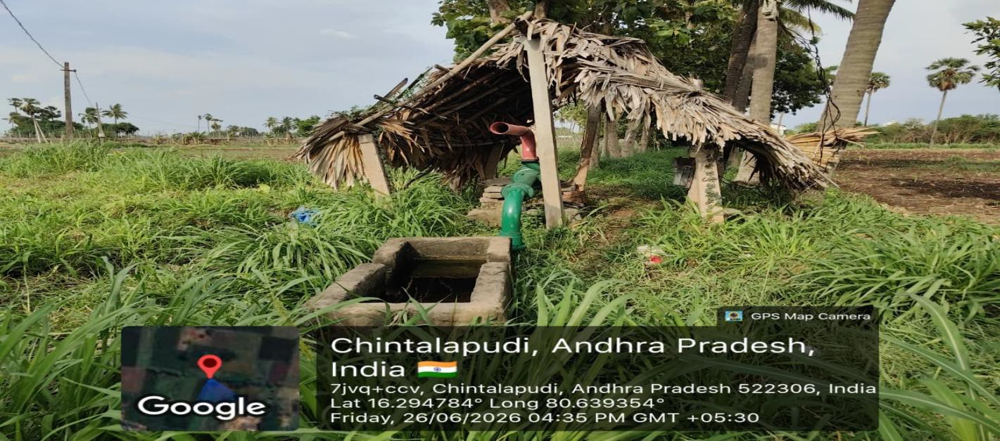 GPS Map Camera
Chintalapudi, Andhra Pradesh,
India 🇮🇳
7jvq+ccv, Chintalapudi, Andhra Pradesh 522306, India
Lat 16.294784° Long 80.639354°
Friday, 26/06/2026 04:35 PM GMT +05:30
Google